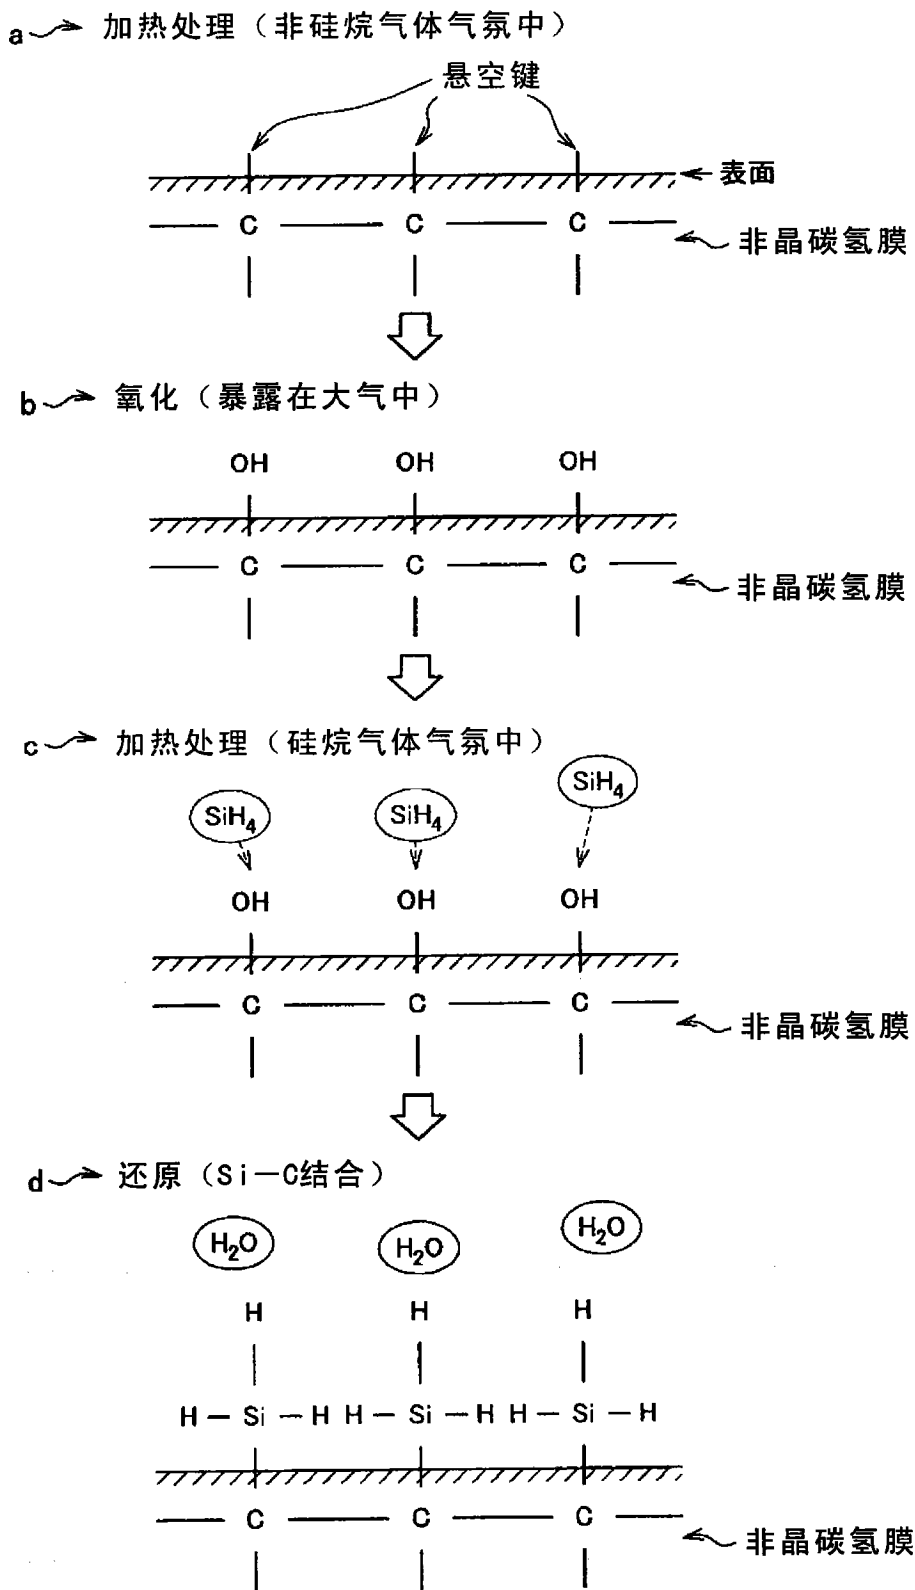 a 加热处理（非硅烷气体气氛中）
悬空键
表面
C C C
非晶碳氢膜
b 氧化（暴露在大气中）
OH OH OH
C C C
非晶碳氢膜
c 加热处理（硅烷气体气氛中）
SiH4 SiH4 SiH4
OH OH OH
C C C
非晶碳氢膜
d 还原（Si－C结合）
H2O H2O H2O
H H H
H－Si－H H－Si－H H－Si－H
C C C
非晶碳氢膜